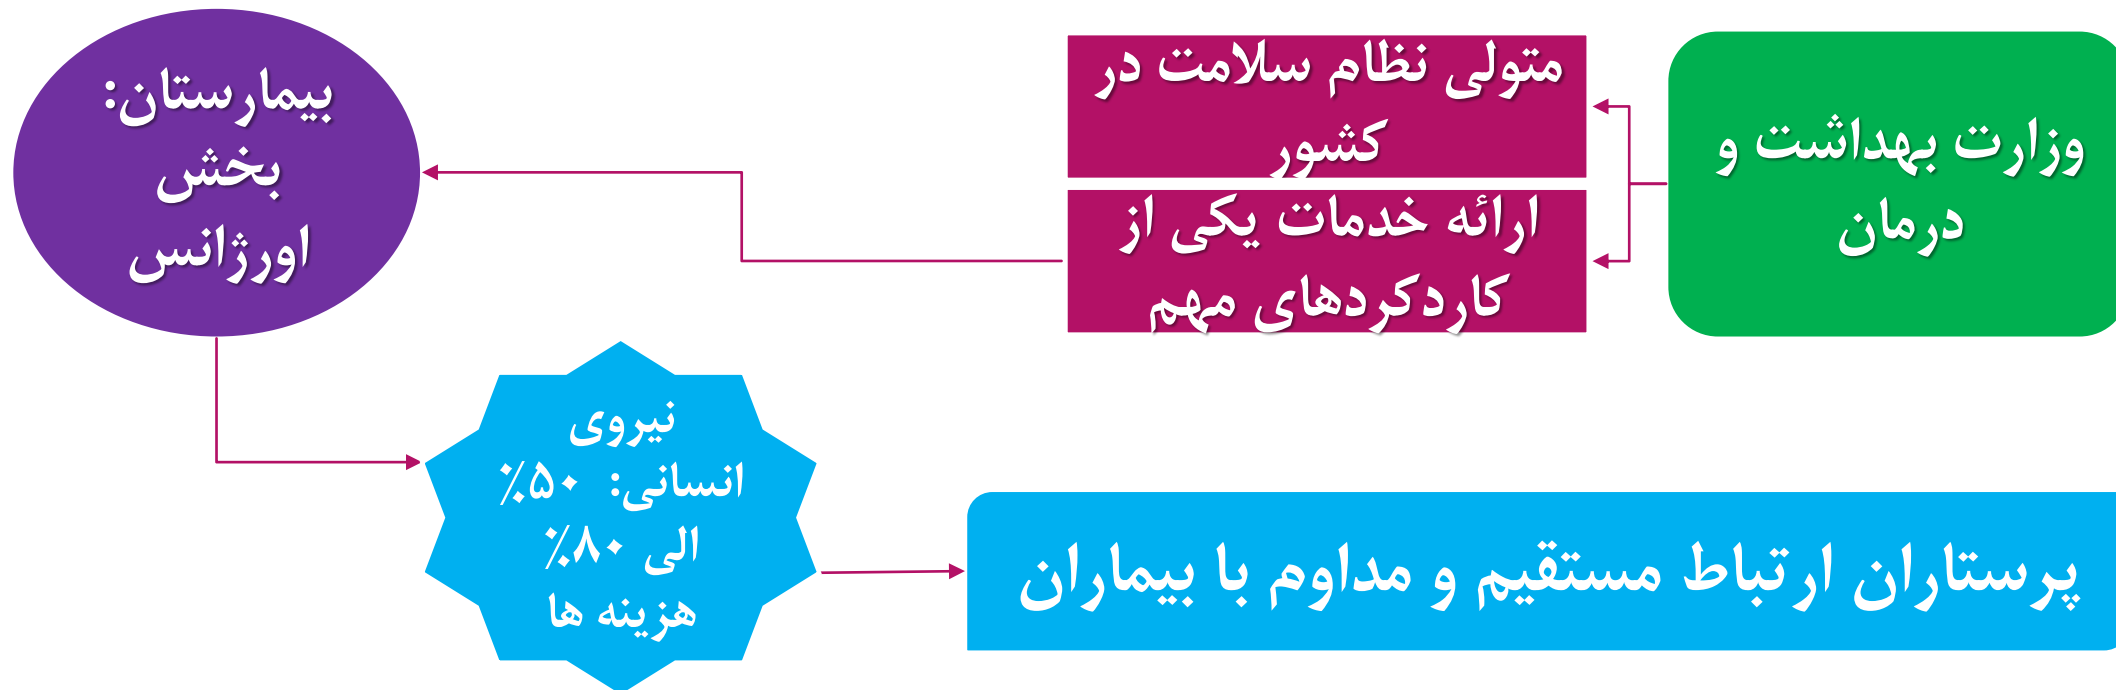 وزارت بهداشت و
درمان
متولی نظام سلامت در
کشور
ارائه خدمات یکی از
کاردکردهای مهم
بیمارستان:
بخش
اورژانس
نیروی
انسانی: ۵۰%
الی ۸۰%
هزینه ها
پرستاران ارتباط مستقیم و مداوم با بیماران